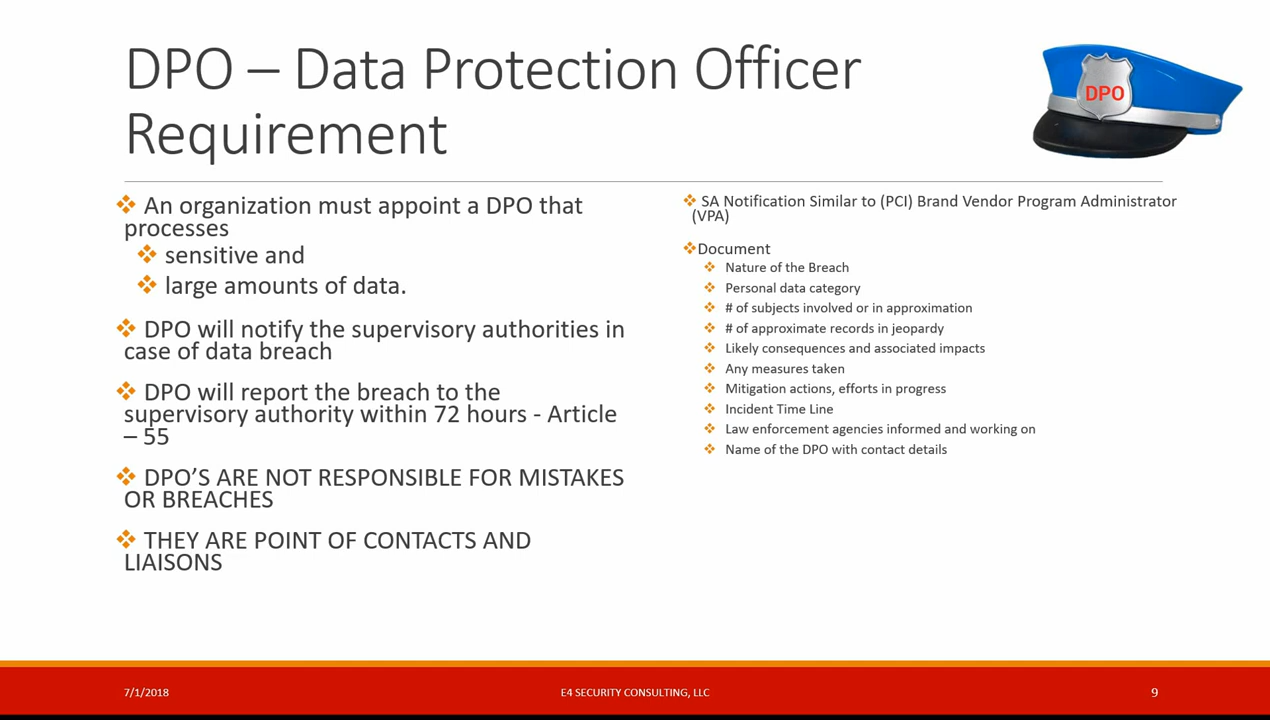 DPO – Data Protection Officer
Requirement
DPO
❖ An organization must appoint a DPO that
processes
❖ sensitive and
❖ large amounts of data.
❖ DPO will notify the supervisory authorities in
case of data breach
❖ DPO will report the breach to the
supervisory authority within 72 hours - Article
– 55
❖ DPO’S ARE NOT RESPONSIBLE FOR MISTAKES
OR BREACHES
❖ THEY ARE POINT OF CONTACTS AND
LIAISONS
❖ SA Notification Similar to (PCI) Brand Vendor Program Administrator
(VPA)
❖Document
❖ Nature of the Breach
❖ Personal data category
❖ # of subjects involved or in approximation
❖ # of approximate records in jeopardy
❖ Likely consequences and associated impacts
❖ Any measures taken
❖ Mitigation actions, efforts in progress
❖ Incident Time Line
❖ Law enforcement agencies informed and working on
❖ Name of the DPO with contact details
7/1/2018
E4 SECURITY CONSULTING, LLC
9